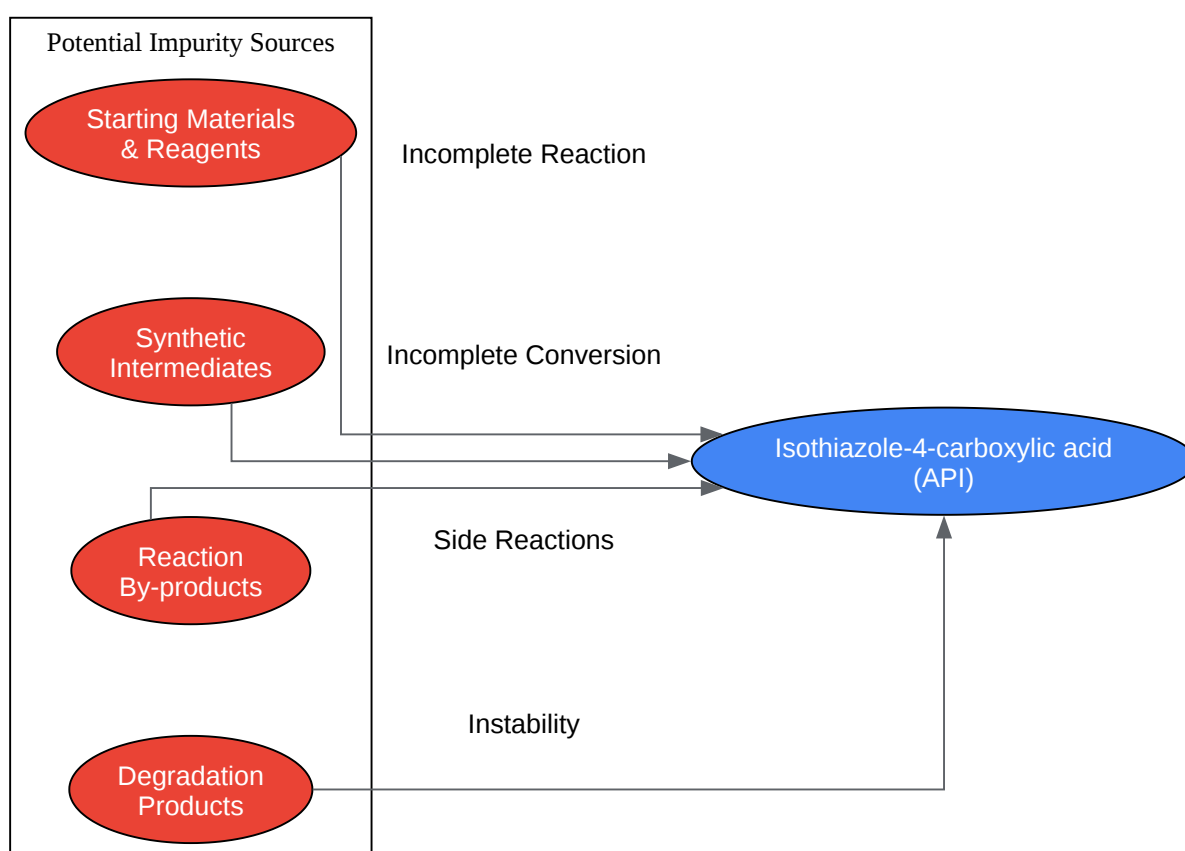 Potential Impurity Sources
Starting Materials
& Reagents
Incomplete Reaction
Synthetic
Intermediates
Incomplete Conversion
Isothiazole-4-carboxylic acid
(API)
Side Reactions
Reaction
By-products
Instability
Degradation
Products